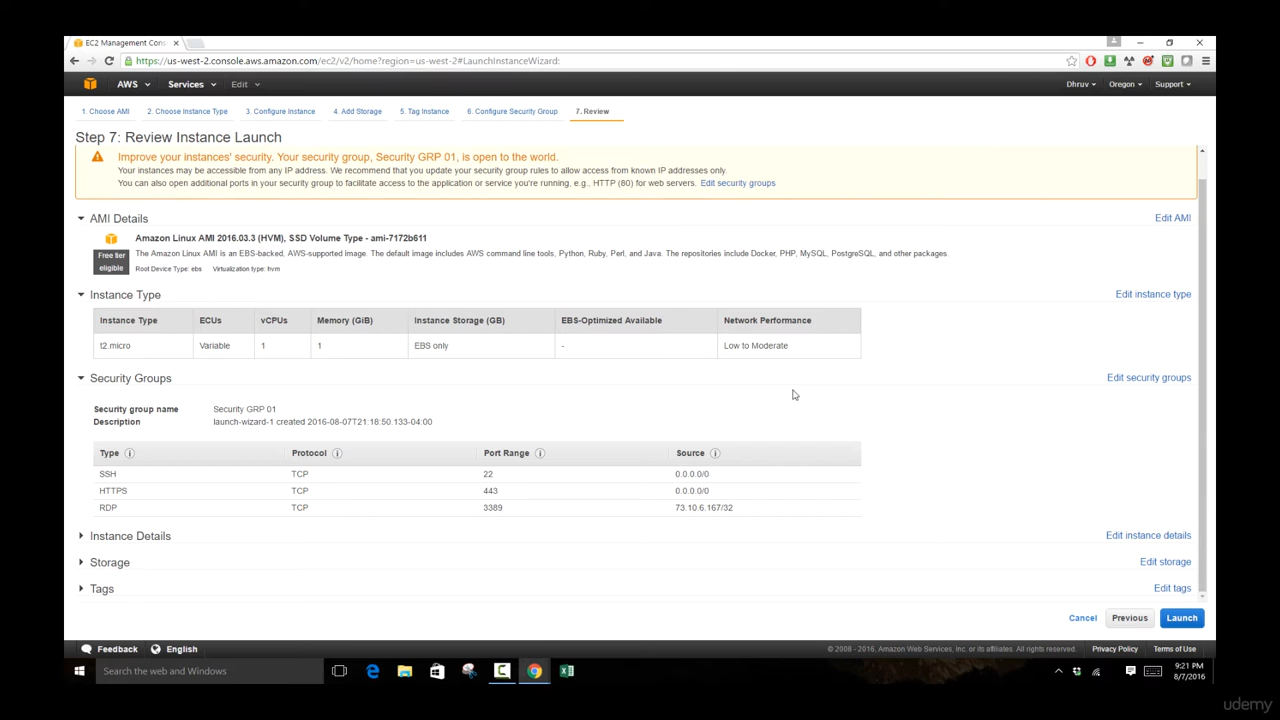 EC2 Management Cons
https://us-west-2.console.aws.amazon.com/ec2/v2/home?region=us-west-2#LaunchInstanceWizard:
AWS Services Edit Dhruv Oregon Support
1. Choose AMI 2. Choose Instance Type 3. Configure Instance 4. Add Storage 5. Tag Instance 6. Configure Security Group 7. Review
Step 7: Review Instance Launch
Improve your instances' security. Your security group, Security GRP 01, is open to the world.
Your instances may be accessible from any IP address. We recommend that you update your security group rules to allow access from known IP addresses only.
You can also open additional ports in your security group to facilitate access to the application or service you're running, e.g., HTTP (80) for web servers. Edit security groups
AMI Details Edit AMI
Amazon Linux AMI 2016.03.3 (HVM), SSD Volume Type - ami-7172b611
Free tier eligible
The Amazon Linux AMI is an EBS-backed, AWS-supported image. The default image includes AWS command line tools, Python, Ruby, Perl, and Java. The repositories include Docker, PHP, MySQL, PostgreSQL, and other packages.
Root Device Type: ebs Virtualization type: hvm
Instance Type Edit instance type
Instance Type ECUs vCPUs Memory (GiB) Instance Storage (GB) EBS-Optimized Available Network Performance
t2.micro Variable 1 1 EBS only - Low to Moderate
Security Groups Edit security groups
Security group name Security GRP 01
Description launch-wizard-1 created 2016-08-07T21:18:50.133-04:00
Type Protocol Port Range Source
SSH TCP 22 0.0.0.0/0
HTTPS TCP 443 0.0.0.0/0
RDP TCP 3389 73.10.6.167/32
Instance Details Edit instance details
Storage Edit storage
Tags Edit tags
Cancel Previous Launch
Feedback English © 2008 - 2016, Amazon Web Services, Inc. or its affiliates. All rights reserved. Privacy Policy Terms of Use
Search the web and Windows
9:21 PM
8/7/2016
udemy